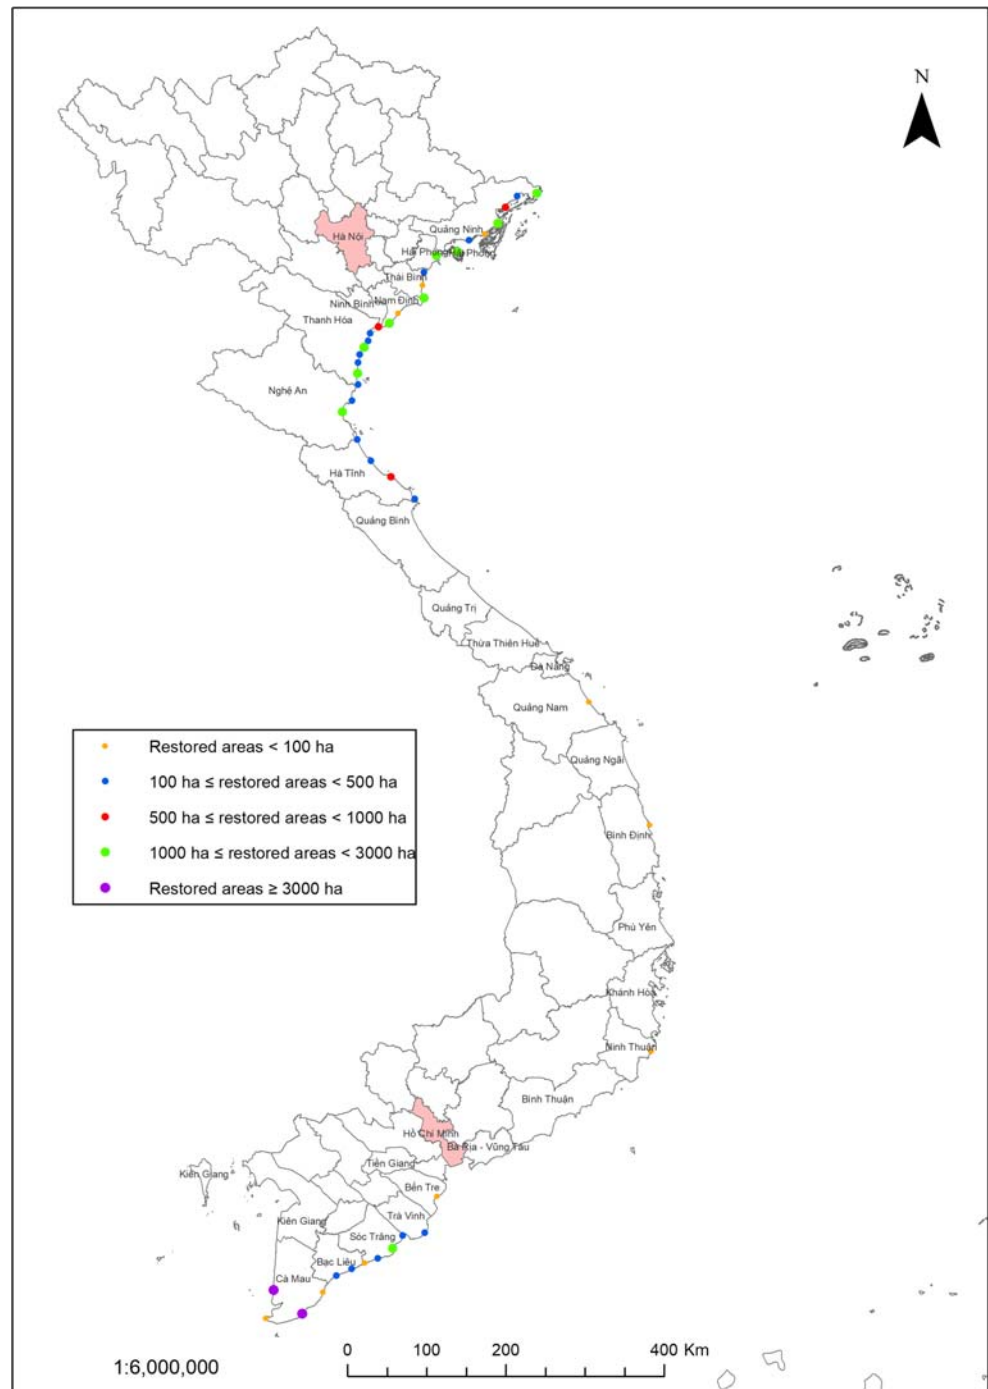 N
Quảng Ninh
Hà Nội
Hải Phòng
Hải Phòng
Thái Bình
Ninh Bình
Nam Định
Thanh Hóa
Nghệ An
Hà Tĩnh
Quảng Bình
Quảng Trị
Thừa Thiên Huế
Đà Nẵng
Quảng Nam
Quảng Ngãi
Bình Định
Phú Yên
Khánh Hòa
Ninh Thuận
Bình Thuận
Restored areas < 100 ha
100 ha ≤ restored areas < 500 ha
500 ha ≤ restored areas < 1000 ha
1000 ha ≤ restored areas < 3000 ha
Restored areas ≥ 3000 ha
Hồ Chí Minh
Bà Rịa - Vũng Tàu
Tiền Giang
Kiên Giang
Bến Tre
Trà Vinh
Kiên Giang
Sóc Trăng
Bạc Liêu
Cà Mau
1:6,000,000
0 100 200 400 Km